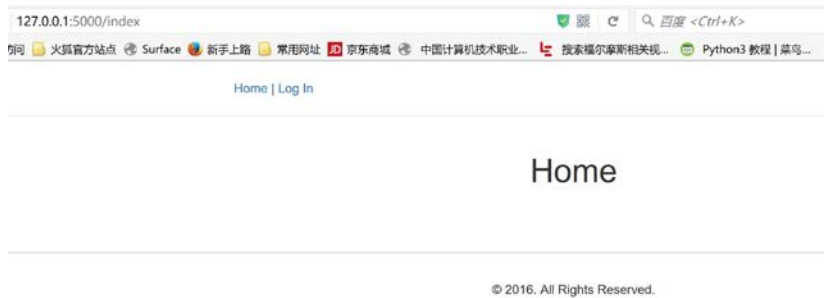 127.0.0.1:5000/index 百度 <Ctrl+K>
访问 火狐官方站点 Surface 新手上路 常用网址 JD 京东商城 中国计算机技术职业... 搜索福尔摩斯相关视... Python3 教程 | 菜鸟...
Home | Log In
Home
© 2016. All Rights Reserved.